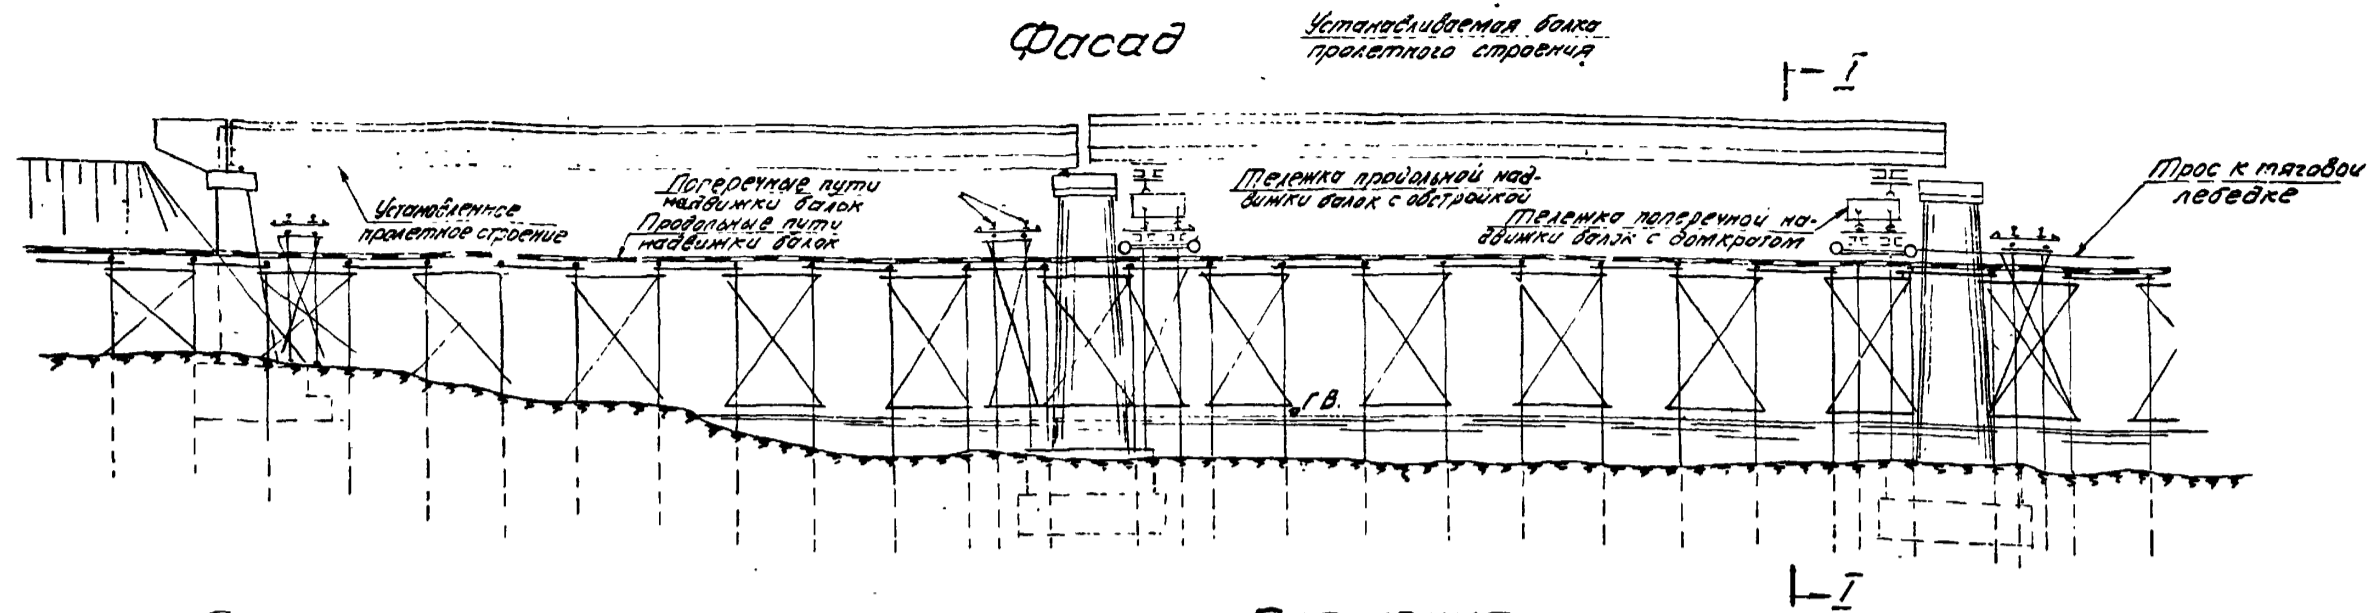 Фасад
Устанавливаемая балка
пролетного строения
I
Поперечные пути
надвижки балок
Тележка продольной над-
вижки балок с обстройкой
Трос к тяговой
лебедке
Установленное
пролетное строение
Продольные пути
надвижки балок
Тележка поперечной на-
движки балок с домкратом
Г.В.
I